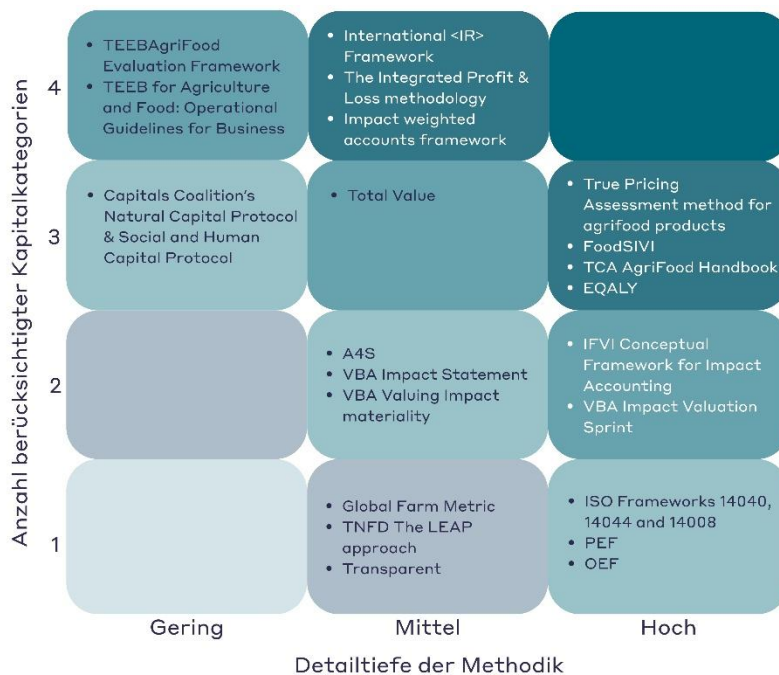 Anzahl berücksichtigter Kapitalkategorien
4
• TEEBAgriFood
Evaluation Framework
• TEEB for Agriculture
and Food: Operational
Guidelines for Business
• International <IR>
Framework
• The Integrated Profit &
Loss methodology
• Impact weighted
accounts framework
3
• Capitals Coalition's
Natural Capital Protocol
& Social and Human
Capital Protocol
• Total Value
• True Pricing
Assessment method for
agrifood products
• FoodSIVI
• TCA AgriFood Handbook
• EQALY
2
• A4S
• VBA Impact Statement
• VBA Valuing Impact
materiality
• IFVI Conceptual
Framework for Impact
Accounting
• VBA Impact Valuation
Sprint
1
• Global Farm Metric
• TNFD The LEAP
approach
• Transparent
• ISO Frameworks 14040,
14044 and 14008
• PEF
• OEF
Gering
Mittel
Hoch
Detailtiefe der Methodik